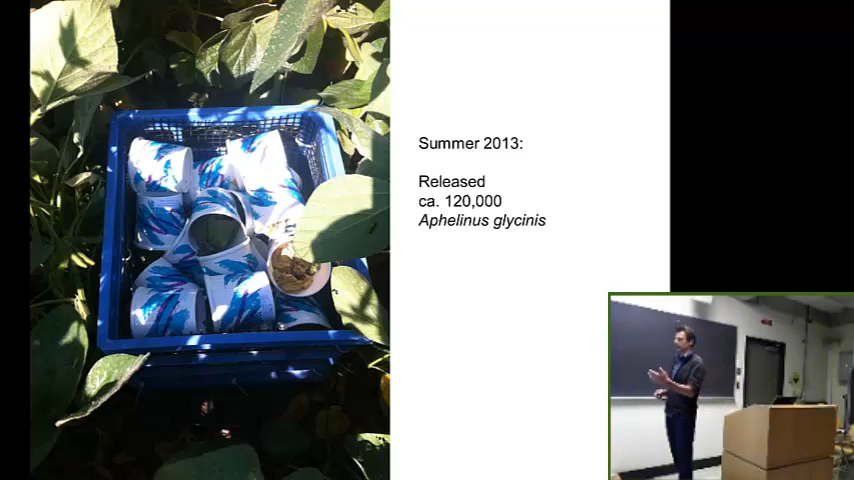 Summer 2013:
Released
ca. 120,000
Aphelinus glycinis